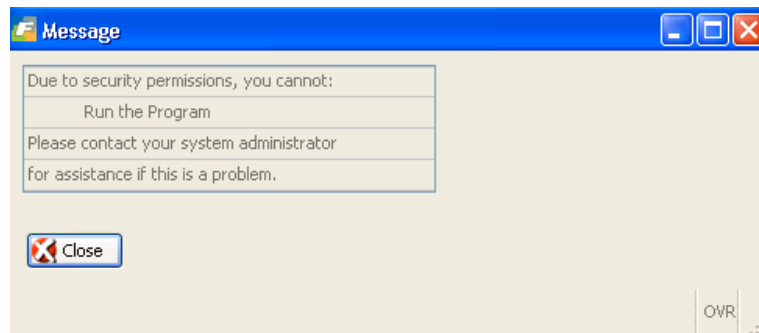 Message
Due to security permissions, you cannot:
Run the Program
Please contact your system administrator
for assistance if this is a problem.
Close
OVR